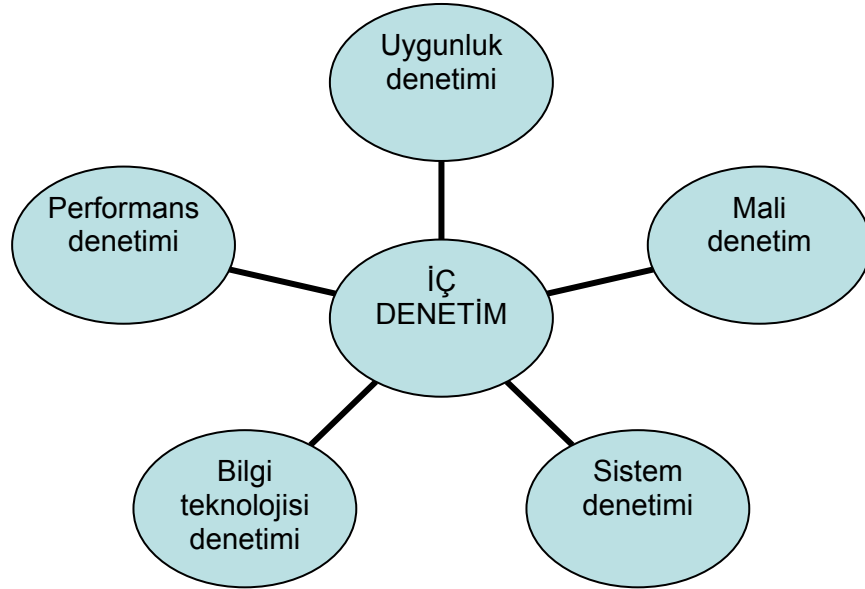 Uygunluk
denetimi
Performans
denetimi
Mali
denetim
İÇ
DENETİM
Bilgi
teknolojisi
denetimi
Sistem
denetimi